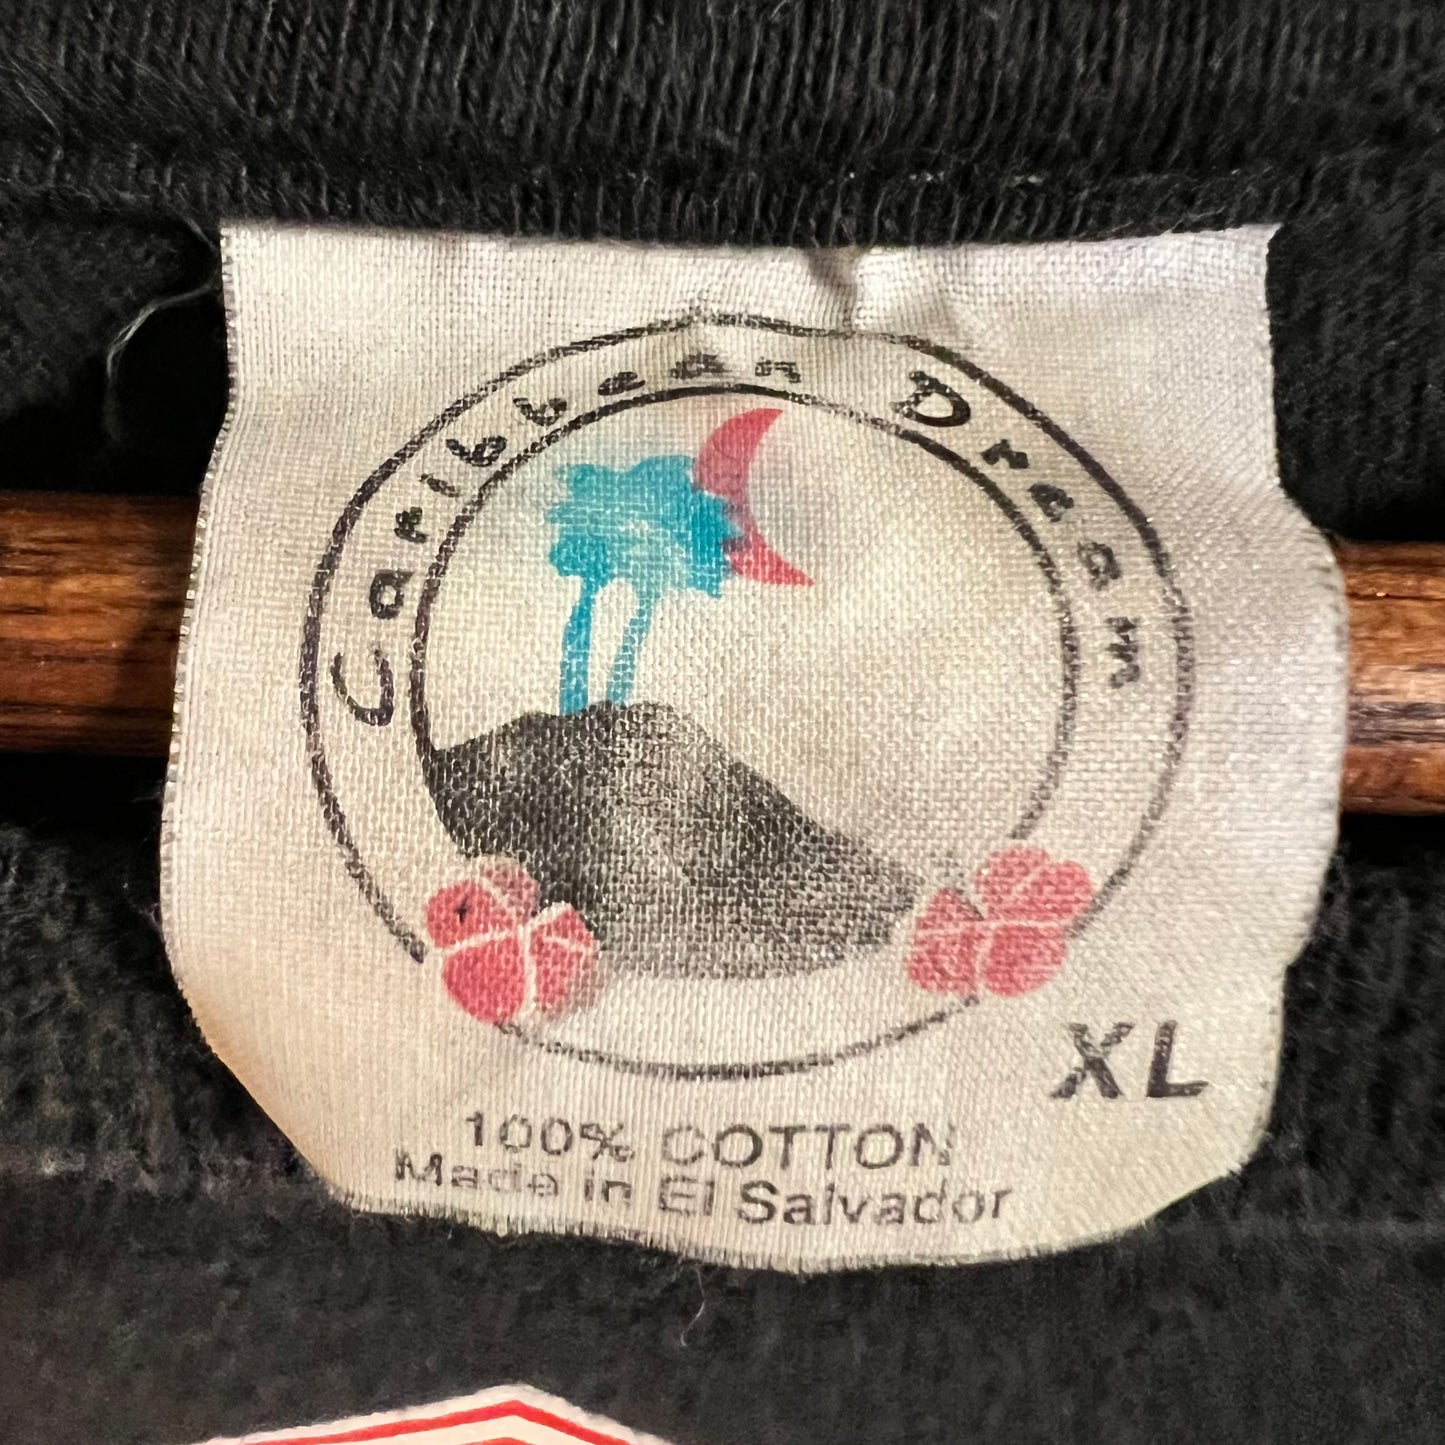 Caribbean Dream
XL
100% COTTON
Made in El Salvador